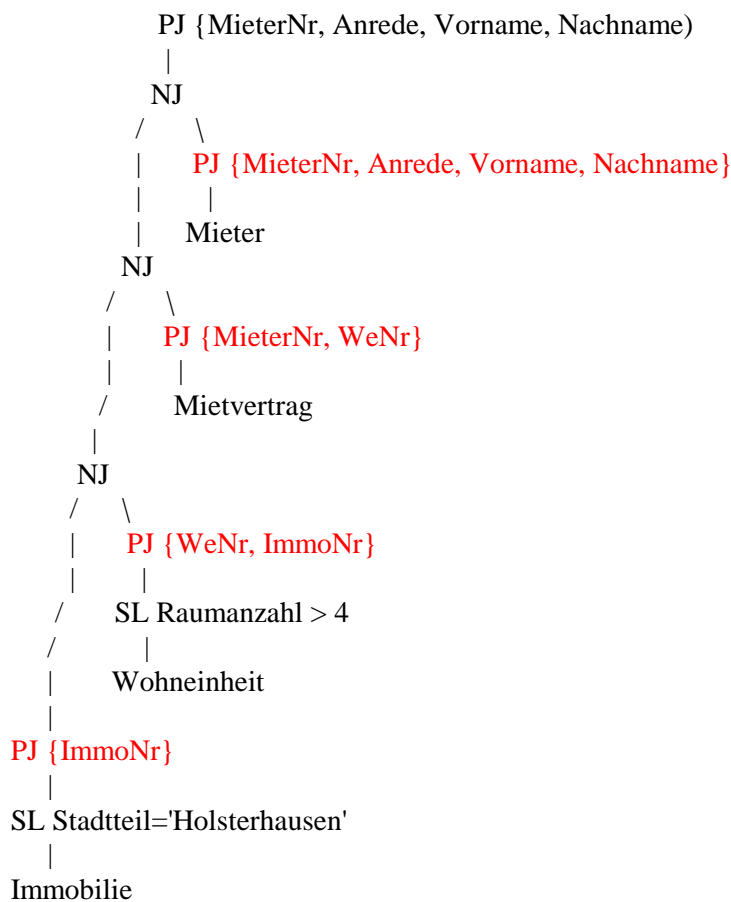 PJ {MieterNr, Anrede, Vorname, Nachname)
|
NJ
/ \
| PJ {MieterNr, Anrede, Vorname, Nachname}
| |
| Mieter
NJ
/ \
| PJ {MieterNr, WeNr}
| |
/ Mietvertrag
|
NJ
/ \
| PJ {WeNr, ImmoNr}
| |
/ SL Raumanzahl > 4
/ |
| Wohneinheit
|
PJ {ImmoNr}
|
SL Stadtteil='Holsterhausen'
|
Immobilie